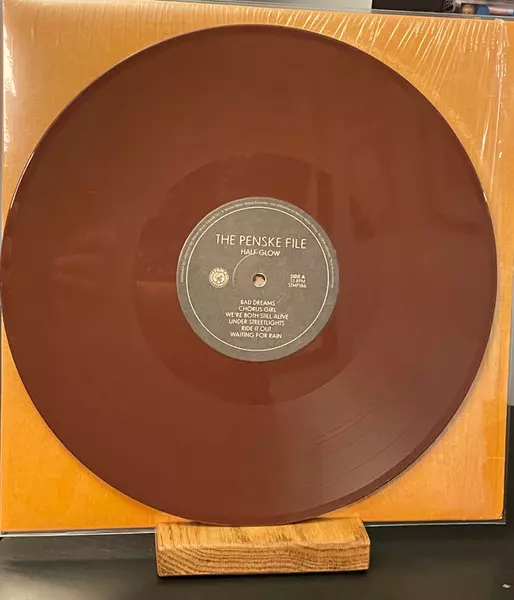 THE PENSKE FILE
HALF-GLOW
SIDE A
33 RPM
STMP186
BAD DREAMS
CHORUS GIRL
WE'RE BOTH STILL ALIVE
UNDER STREETLIGHTS
RIDE IT OUT
WAITING FOR RAIN